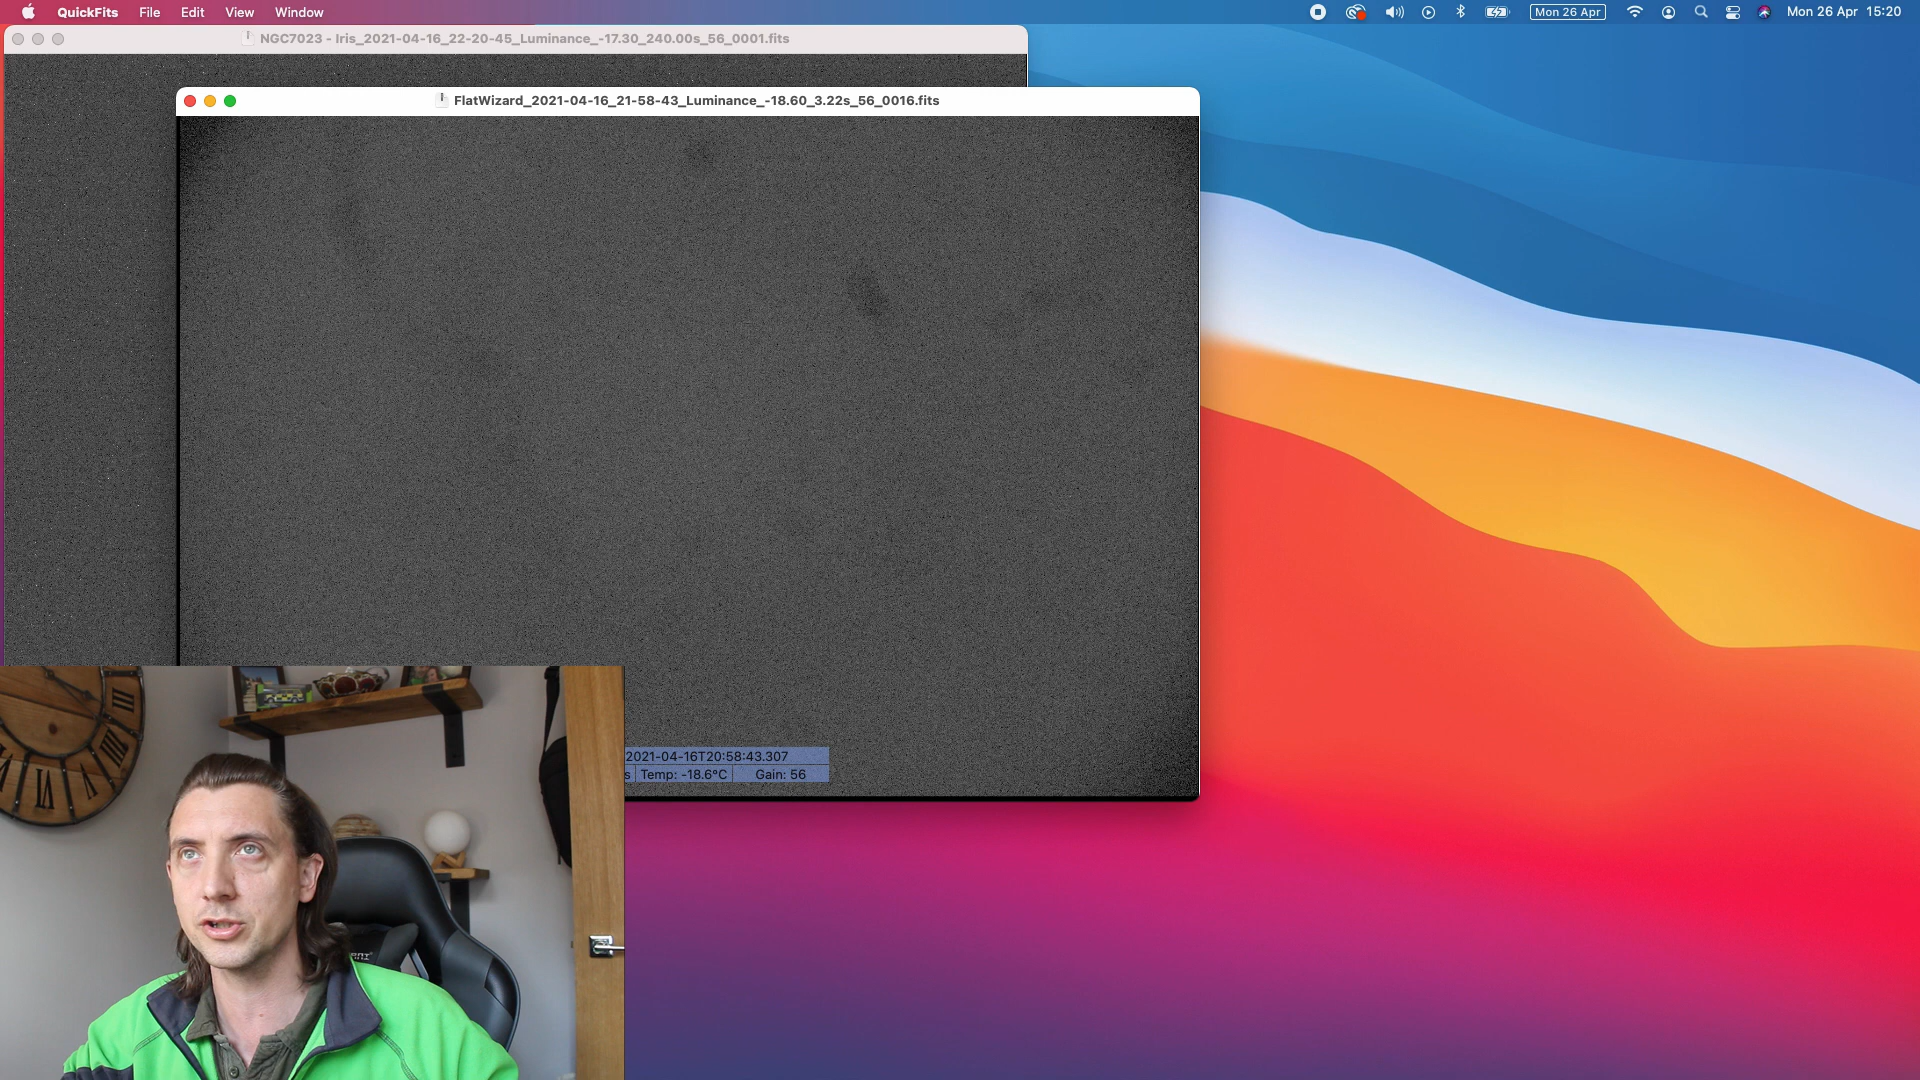 QuickFits File Edit View Window
Mon 26 Apr Mon 26 Apr 15:20
NGC7023 - Iris_2021-04-16_22-20-45_Luminance_-17.30_240.00s_56_0001.fits
FlatWizard_2021-04-16_21-58-43_Luminance_-18.60_3.22s_56_0016.fits
2021-04-16T20:58:43.307
s Temp: -18.6°C Gain: 56